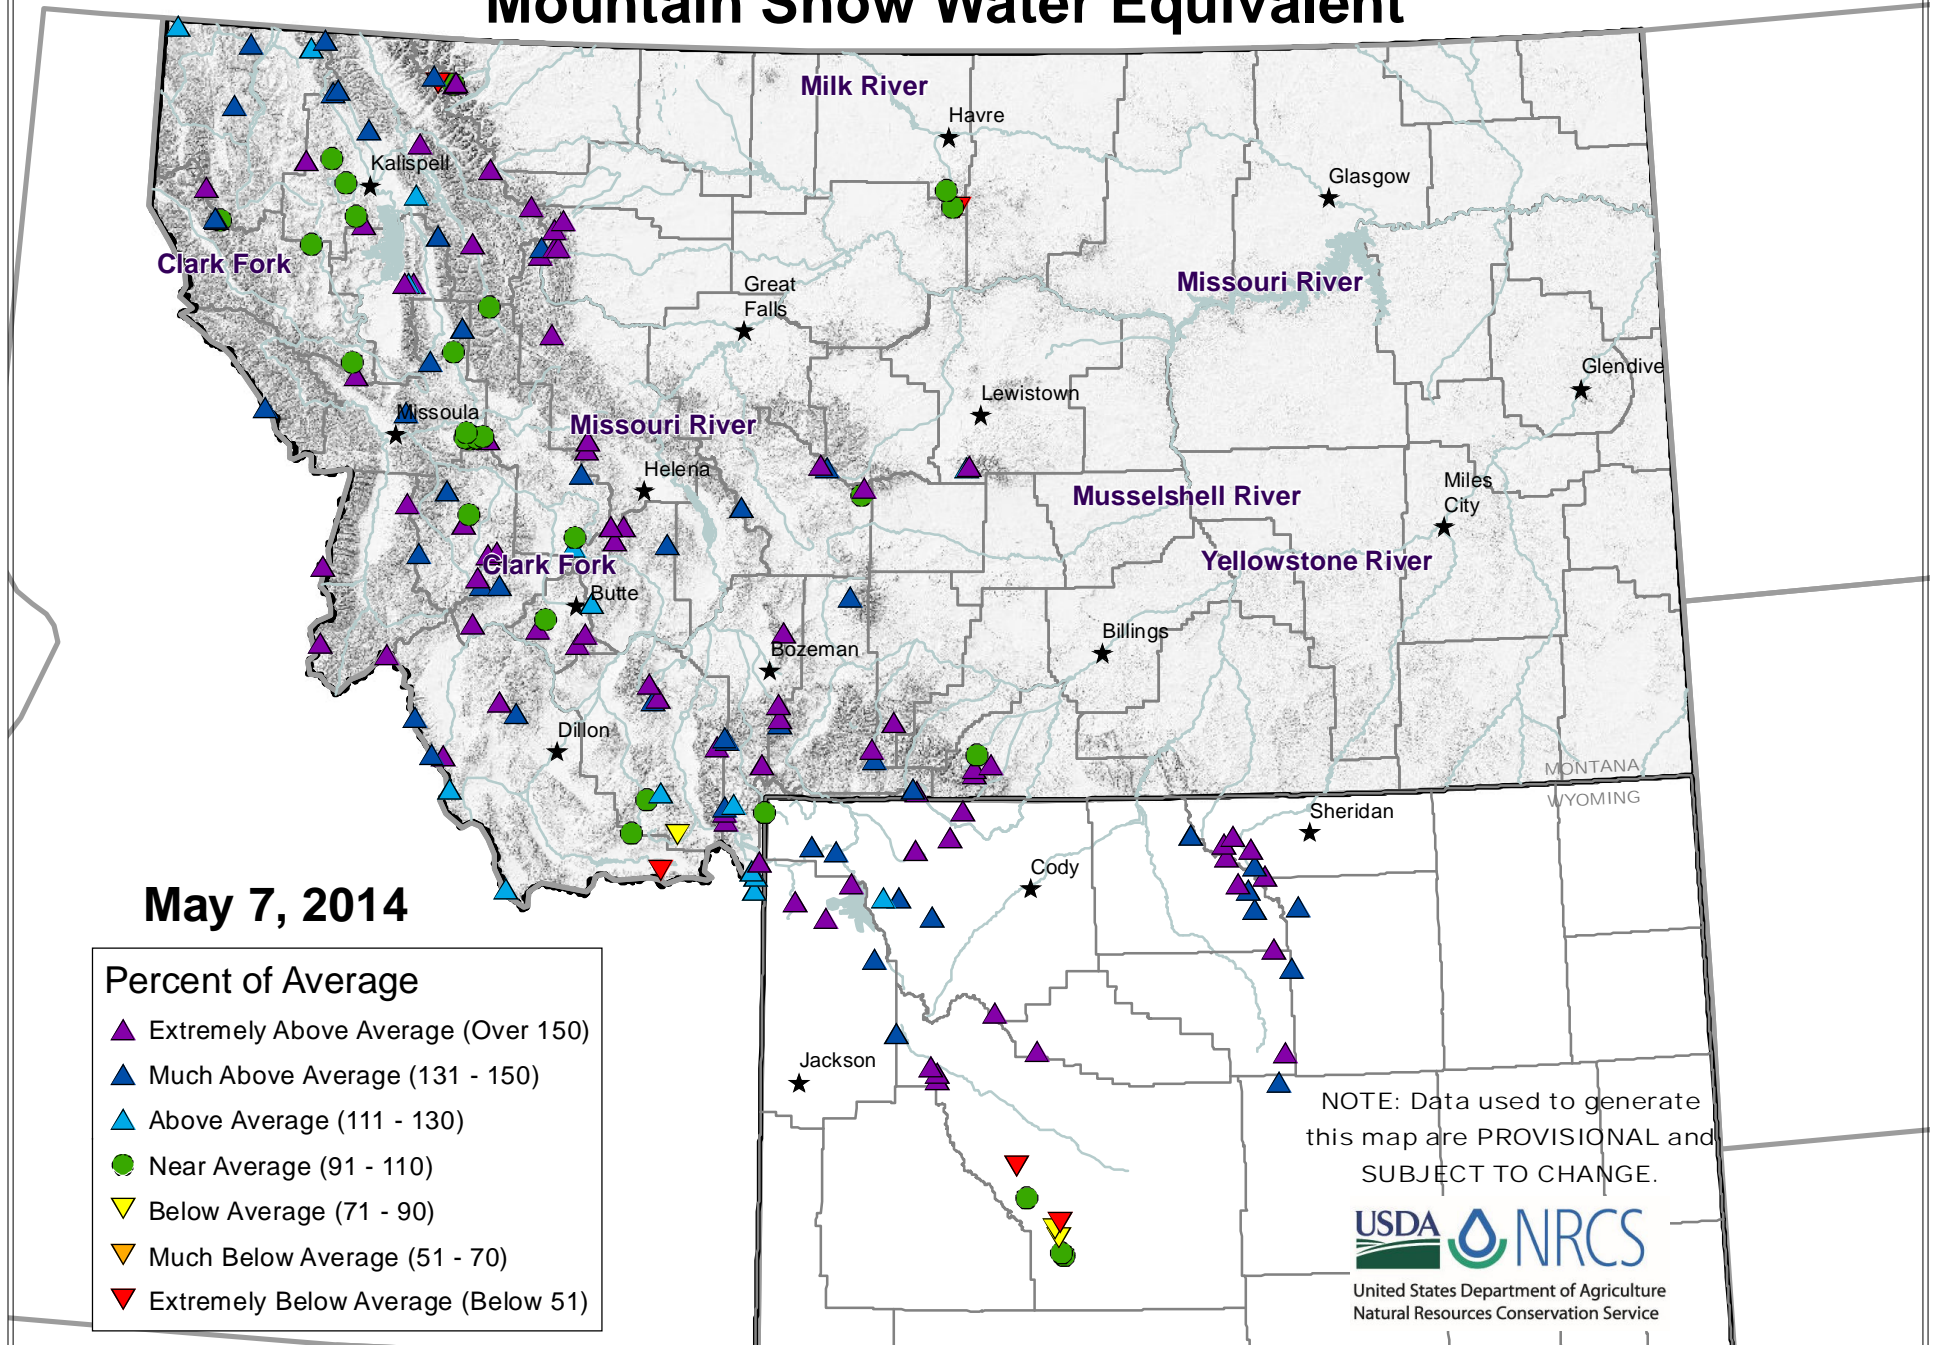 Mountain Snow Water Equivalent
Milk River
Havre
Kalispell
Glasgow
Clark Fork
Missouri River
Great
Falls
Glendive
Lewistown
Missoula
Missouri River
Helena
Miles
City
Musselshell River
Yellowstone River
Clark Fork
Butte
Billings
Bozeman
Dillon
MONTANA
WYOMING
Sheridan
Cody
May 7, 2014
Percent of Average
Extremely Above Average (Over 150)
Much Above Average (131 - 150)
Above Average (111 - 130)
Near Average (91 - 110)
Below Average (71 - 90)
Much Below Average (51 - 70)
Extremely Below Average (Below 51)
Jackson
NOTE: Data used to generate
this map are PROVISIONAL and
SUBJECT TO CHANGE.
USDA NRCS
United States Department of Agriculture
Natural Resources Conservation Service